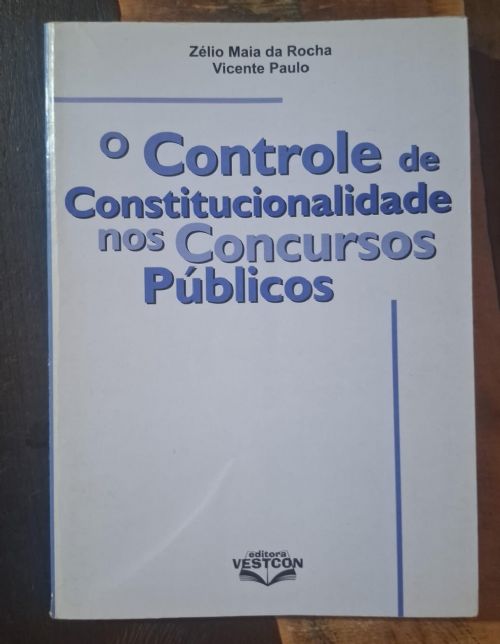 Zélio Maia da Rocha
Vicente Paulo
O Controle de
Constitucionalidade
nos Concursos
Públicos
editora
VESTCON